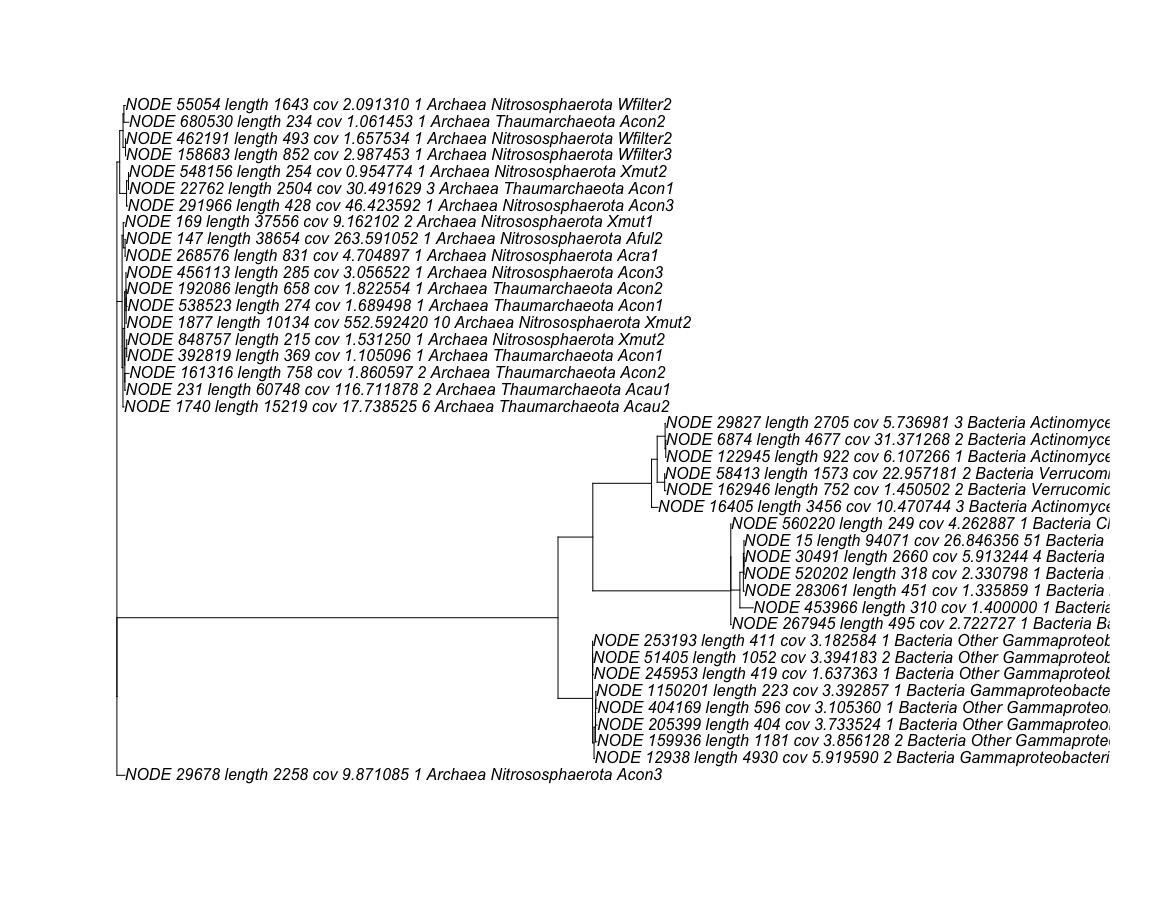 NODE 55054 length 1643 cov 2.091310 1 Archaea Nitrososphaerota Wfilter2
NODE 680530 length 234 cov 1.061453 1 Archaea Thaumarchaeota Acon2
NODE 462191 length 493 cov 1.657534 1 Archaea Nitrososphaerota Wfilter2
NODE 158683 length 852 cov 2.987453 1 Archaea Nitrososphaerota Wfilter3
NODE 548156 length 254 cov 0.954774 1 Archaea Nitrososphaerota Xmut2
NODE 22762 length 2504 cov 30.491629 3 Archaea Thaumarchaeota Acon1
NODE 291966 length 428 cov 46.423592 1 Archaea Nitrososphaerota Acon3
NODE 169 length 37556 cov 9.162102 2 Archaea Nitrososphaerota Xmut1
NODE 147 length 38654 cov 263.591052 1 Archaea Nitrososphaerota Aful2
NODE 268576 length 831 cov 4.704897 1 Archaea Nitrososphaerota Acra1
NODE 456113 length 285 cov 3.056522 1 Archaea Nitrososphaerota Acon3
NODE 192086 length 658 cov 1.822554 1 Archaea Thaumarchaeota Acon2
NODE 538523 length 274 cov 1.689498 1 Archaea Thaumarchaeota Acon1
NODE 1877 length 10134 cov 552.592420 10 Archaea Nitrososphaerota Xmut2
NODE 848757 length 215 cov 1.531250 1 Archaea Nitrososphaerota Xmut2
NODE 392819 length 369 cov 1.105096 1 Archaea Thaumarchaeota Acon1
NODE 161316 length 758 cov 1.860597 2 Archaea Thaumarchaeota Acon2
NODE 231 length 60748 cov 116.711878 2 Archaea Thaumarchaeota Acau1
NODE 1740 length 15219 cov 17.738525 6 Archaea Thaumarchaeota Acau2
NODE 29827 length 2705 cov 5.736981 3 Bacteria Actinomyce
NODE 6874 length 4677 cov 31.371268 2 Bacteria Actinomyce
NODE 122945 length 922 cov 6.107266 1 Bacteria Actinomyce
NODE 58413 length 1573 cov 22.957181 2 Bacteria Verrucomi
NODE 162946 length 752 cov 1.450502 2 Bacteria Verrucomic
NODE 16405 length 3456 cov 10.470744 3 Bacteria Actinomyce
NODE 560220 length 249 cov 4.262887 1 Bacteria Cl
NODE 15 length 94071 cov 26.846356 51 Bacteria
NODE 30491 length 2660 cov 5.913244 4 Bacteria
NODE 520202 length 318 cov 2.330798 1 Bacteria
NODE 283061 length 451 cov 1.335859 1 Bacteria
NODE 453966 length 310 cov 1.400000 1 Bacteria
NODE 267945 length 495 cov 2.722727 1 Bacteria Ba
NODE 253193 length 411 cov 3.182584 1 Bacteria Other Gammaproteob
NODE 51405 length 1052 cov 3.394183 2 Bacteria Other Gammaproteob
NODE 245953 length 419 cov 1.637363 1 Bacteria Other Gammaproteob
NODE 1150201 length 223 cov 3.392857 1 Bacteria Gammaproteobacte
NODE 404169 length 596 cov 3.105360 1 Bacteria Other Gammaproteo
NODE 205399 length 404 cov 3.733524 1 Bacteria Other Gammaproteo
NODE 159936 length 1181 cov 3.856128 2 Bacteria Other Gammaprote
NODE 12938 length 4930 cov 5.919590 2 Bacteria Gammaproteobacteri
NODE 29678 length 2258 cov 9.871085 1 Archaea Nitrososphaerota Acon3